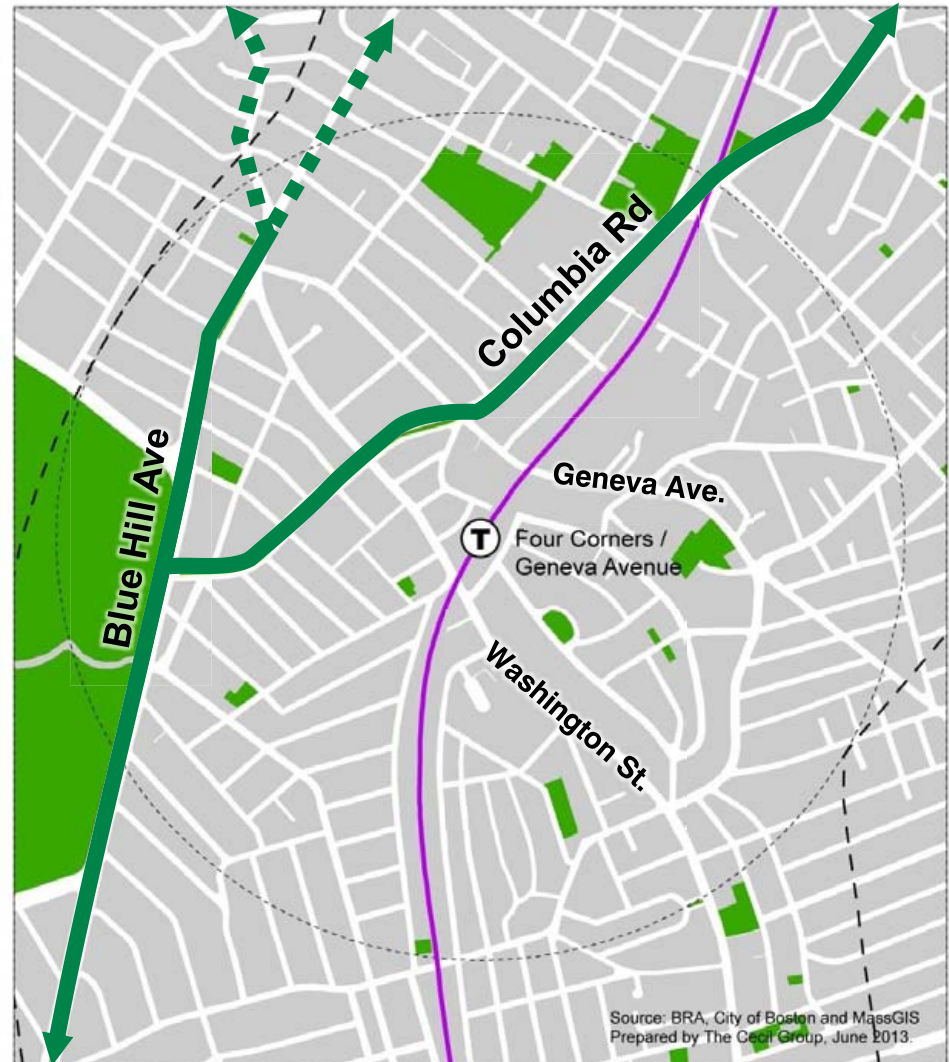 Columbia Rd
Blue Hill Ave
Geneva Ave.
T
Four Corners /
Geneva Avenue
Washington St.
Source: BRA, City of Boston and MassGIS
Prepared by The Cecil Group, June 2013.